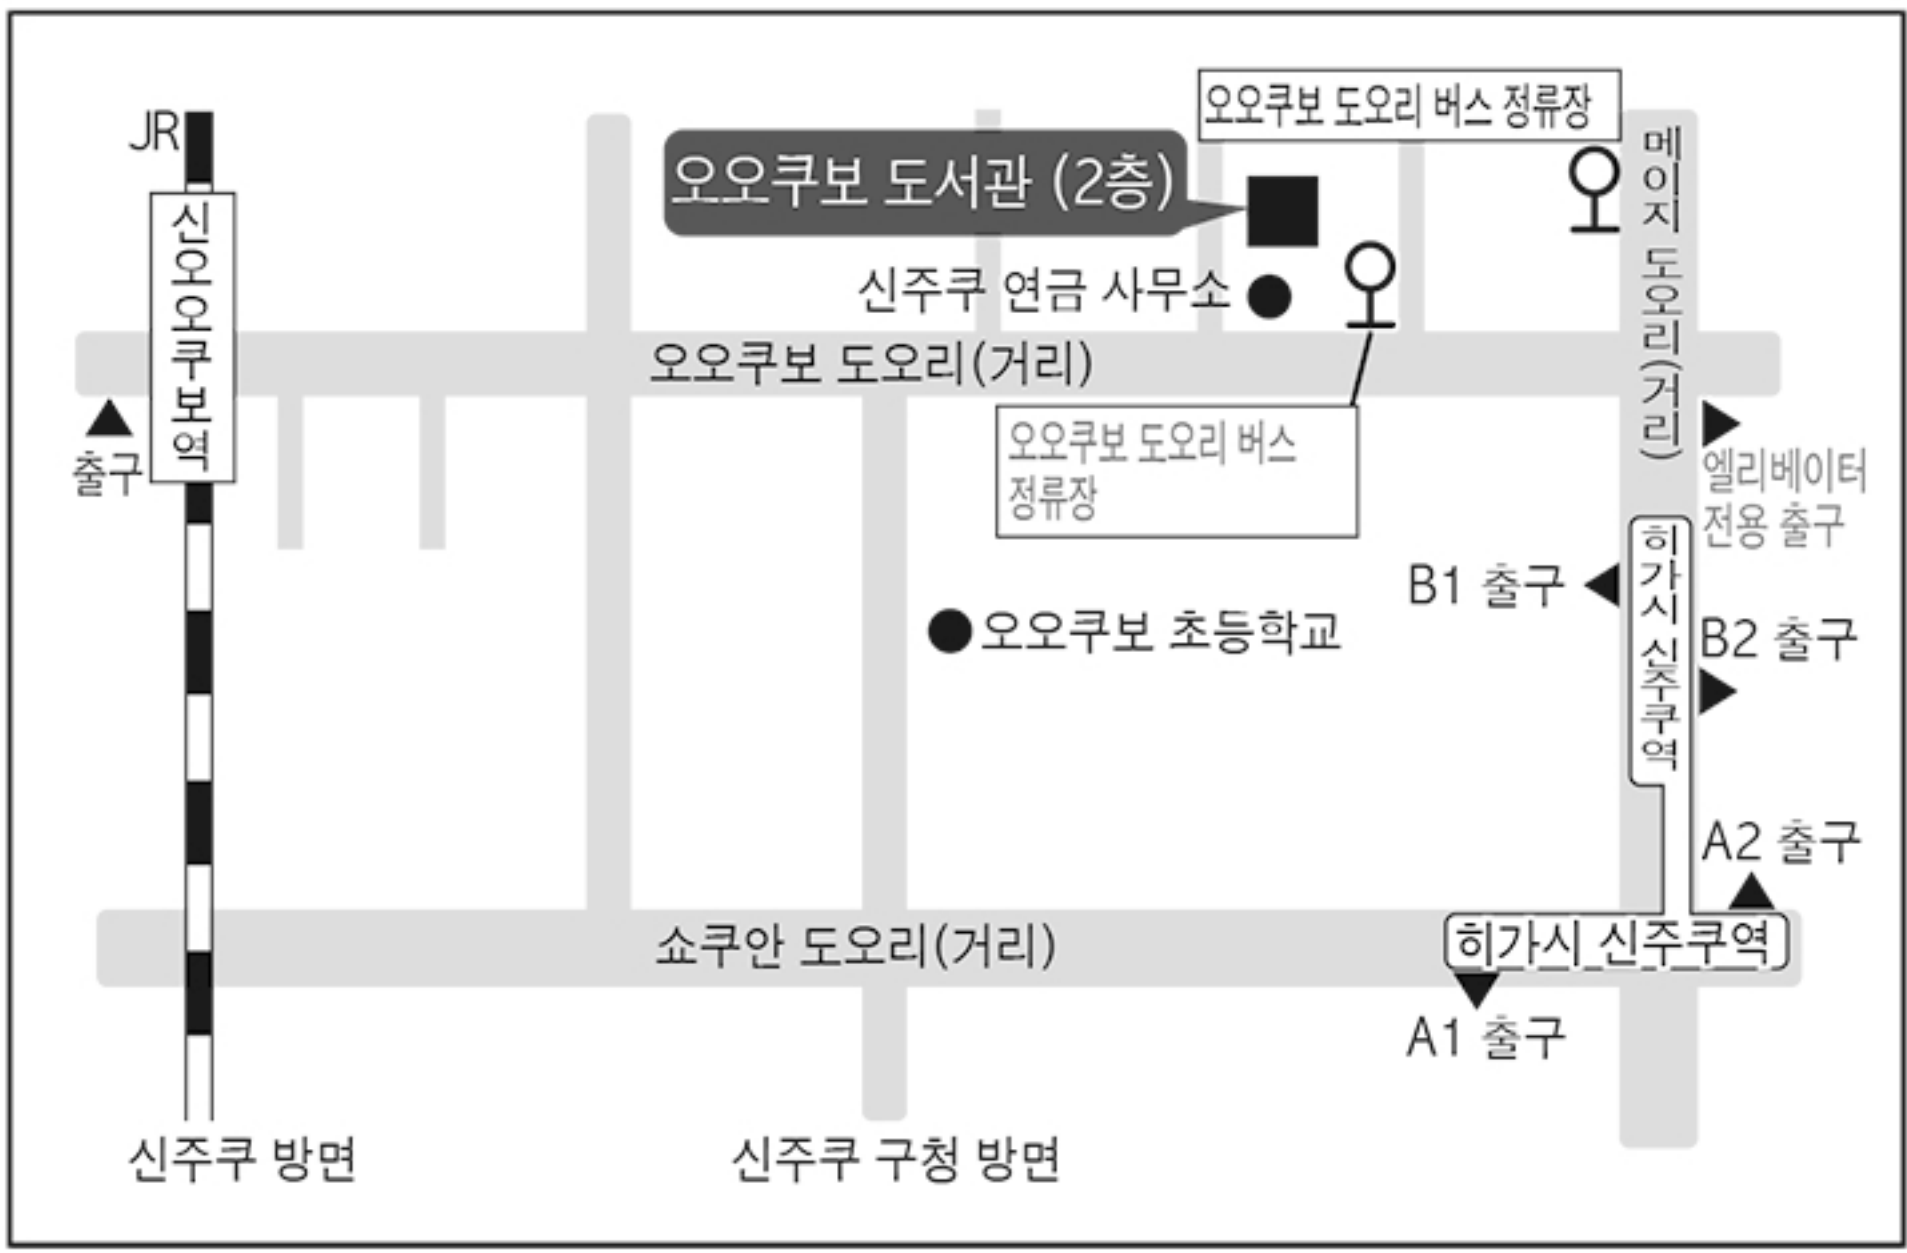 오오쿠보 도오리 버스 정류장
JR
메이지 도오리(거리)
오오쿠보 도서관 (2층)
신오오쿠보역
신주쿠 연금 사무소
오오쿠보 도오리(거리)
출구
오오쿠보 도오리 버스
정류장
엘리베이터
전용 출구
히가시 신주쿠역
B1 출구
오오쿠보 초등학교
B2 출구
A2 출구
쇼쿠안 도오리(거리)
히가시 신주쿠역
A1 출구
신주쿠 방면
신주쿠 구청 방면